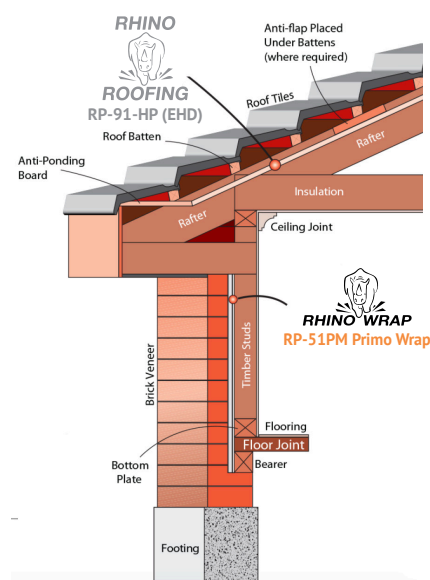 RHINO
ROOFING
RP-91-HP (EHD)
Anti-flap Placed
Under Battens
(where required)
Roof Tiles
Roof Batten
Anti-Ponding
Board
Rafter
Insulation
Rafter
Ceiling Joint
RHINO WRAP
RP-51PM Primo Wrap
Brick Veneer
Timber Studs
Flooring
Floor Joint
Bottom
Plate
Bearer
Footing